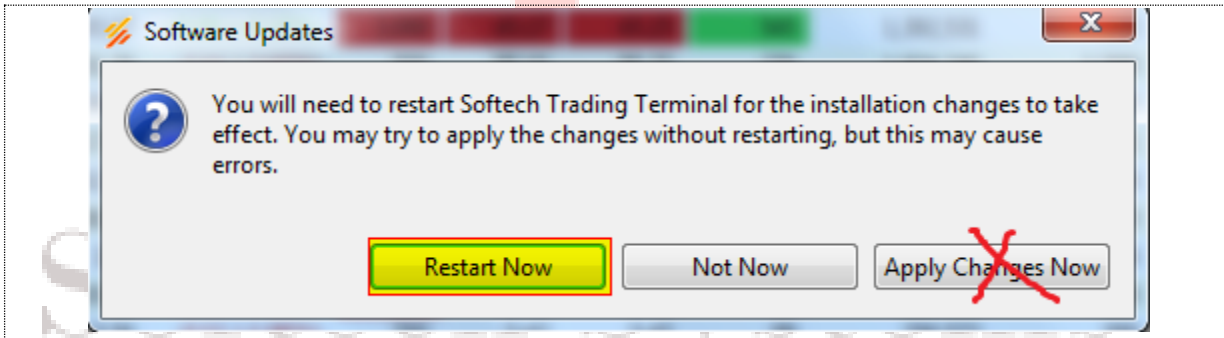 Software Updates
You will need to restart Softech Trading Terminal for the installation changes to take
effect. You may try to apply the changes without restarting, but this may cause
errors.
Restart Now
Not Now
Apply Changes Now